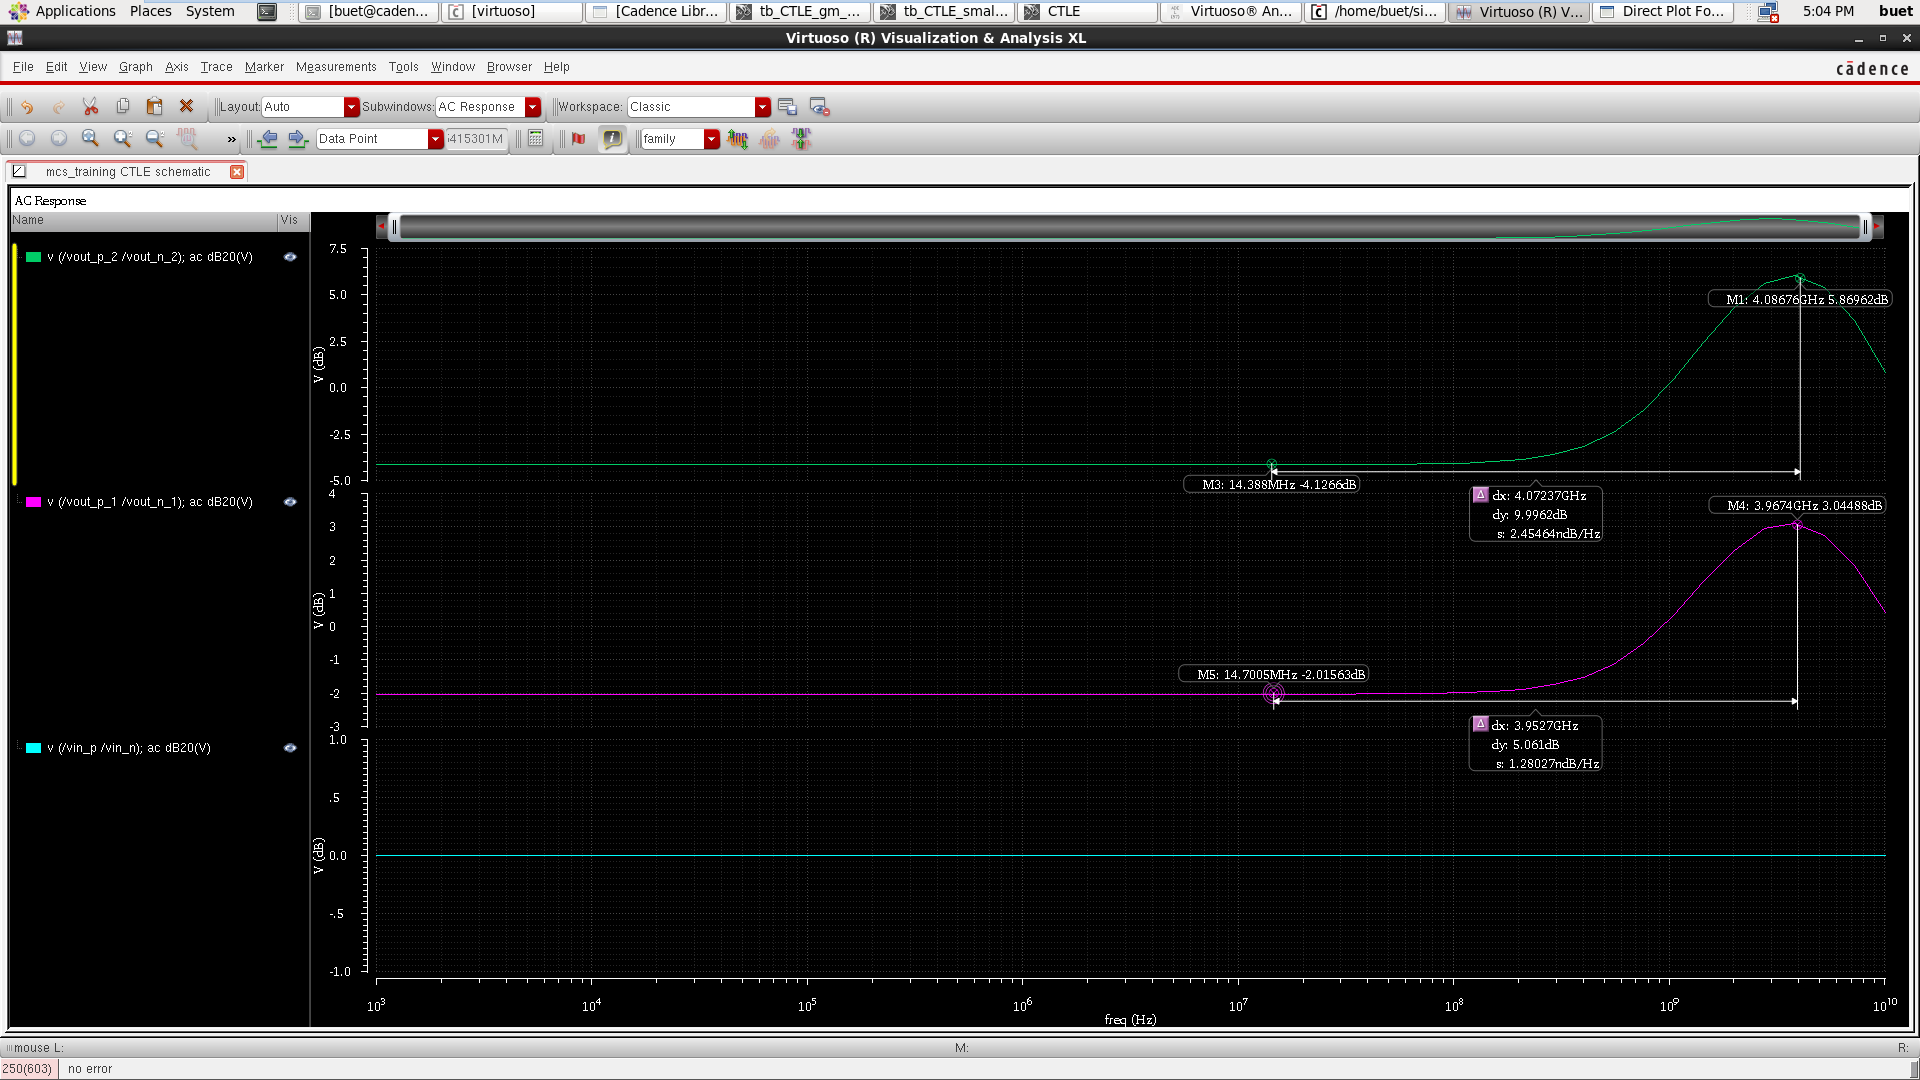 Applications Places System [buet@caden... [virtuoso] [Cadence Libr... tb_CTLE_gm_... tb_CTLE_smal... CTLE Virtuoso® An... /home/buet/si... Virtuoso (R) V... Direct Plot Fo... 5:04 PM buet
Virtuoso (R) Visualization & Analysis XL
File Edit View Graph Axis Trace Marker Measurements Tools Window Browser Help
cādence
Layout: Auto Subwindows: AC Response Workspace: Classic
» Data Point 415301M family
mcs_training CTLE schematic
AC Response
Name Vis
v (/vout_p_2 /vout_n_2); ac dB20(V)
7.5
5.0
M1: 4.08676GHz 5.86962dB
2.5
V (dB)
0.0
-2.5
-5.0
M3: 14.388MHz -4.1266dB
dx: 4.07237GHz
dy: 9.9962dB
s: 2.45464ndB/Hz
v (/vout_p_1 /vout_n_1); ac dB20(V)
4
M4: 3.9674GHz 3.04488dB
3
2
1
V (dB)
0
-1
M5: 14.7005MHz -2.01563dB
-2
-3
dx: 3.9527GHz
dy: 5.061dB
s: 1.28027ndB/Hz
v (/vin_p /vin_n); ac dB20(V)
1.0
.5
V (dB)
0.0
-.5
-1.0
10³ 10⁴ 10⁵ 10⁶ 10⁷ 10⁸ 10⁹ 10¹⁰
freq (Hz)
mouse L: M: R:
250(603) no error